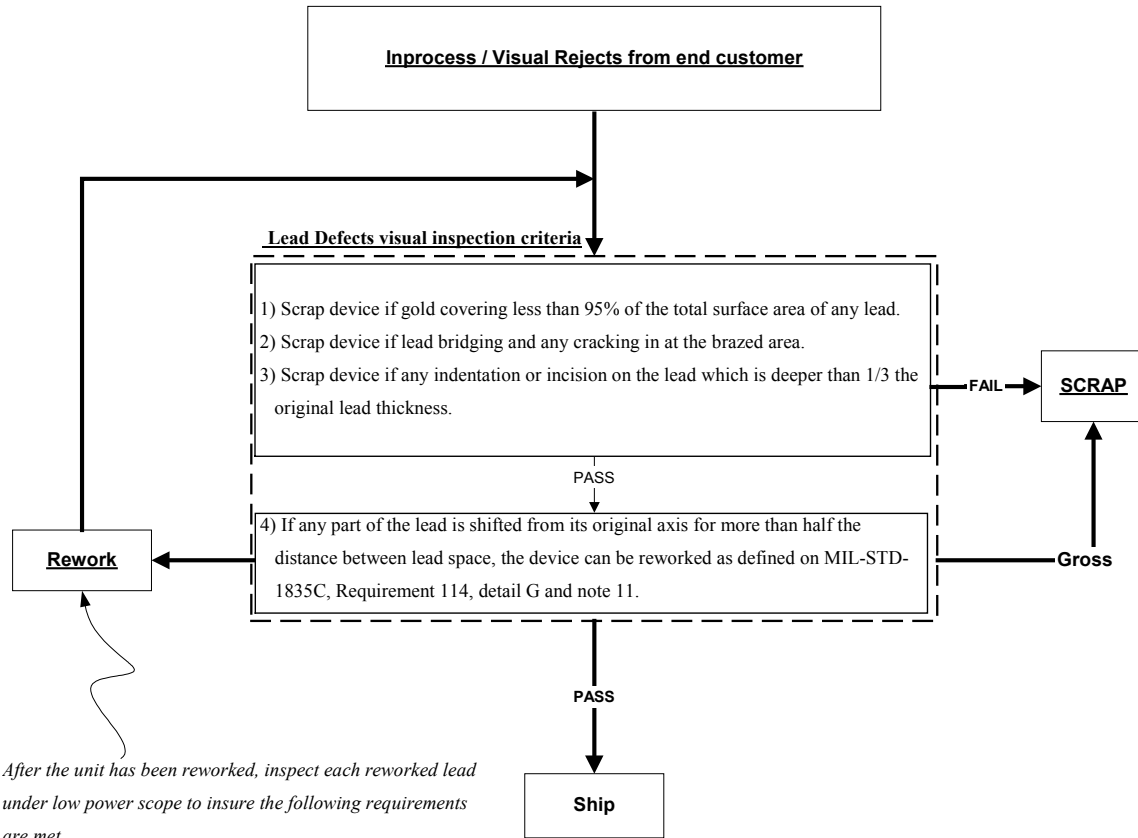 Inprocess / Visual Rejects from end customer
Lead Defects visual inspection criteria
1) Scrap device if gold covering less than 95% of the total surface area of any lead.
2) Scrap device if lead bridging and any cracking in at the brazed area.
3) Scrap device if any indentation or incision on the lead which is deeper than 1/3 the
original lead thickness.
FAIL
SCRAP
PASS
4) If any part of the lead is shifted from its original axis for more than half the
distance between lead space, the device can be reworked as defined on MIL-STD-
1835C, Requirement 114, detail G and note 11.
Rework
Gross
PASS
After the unit has been reworked, inspect each reworked lead
under low power scope to insure the following requirements
are met
Ship